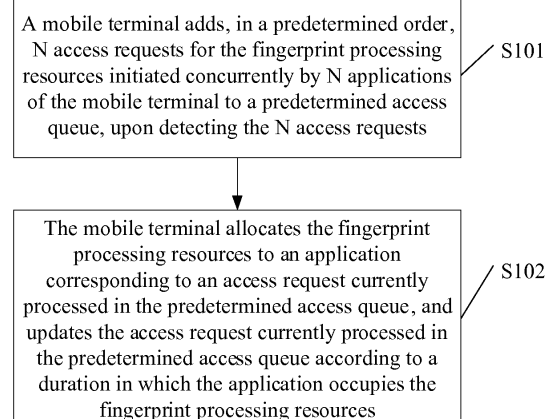 A mobile terminal adds, in a predetermined order,
N access requests for the fingerprint processing
resources initiated concurrently by N applications
of the mobile terminal to a predetermined access
queue, upon detecting the N access requests
S101
The mobile terminal allocates the fingerprint
processing resources to an application
corresponding to an access request currently
processed in the predetermined access queue, and
updates the access request currently processed in
the predetermined access queue according to a
duration in which the application occupies the
fingerprint processing resources
S102